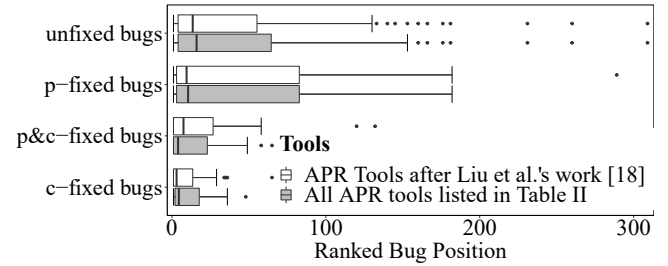 unfixed bugs
p−fixed bugs
p&c−fixed bugs
Tools
APR Tools after Liu et al.'s work [18]
c−fixed bugs
All APR tools listed in Table II
0 100 200 300
Ranked Bug Position